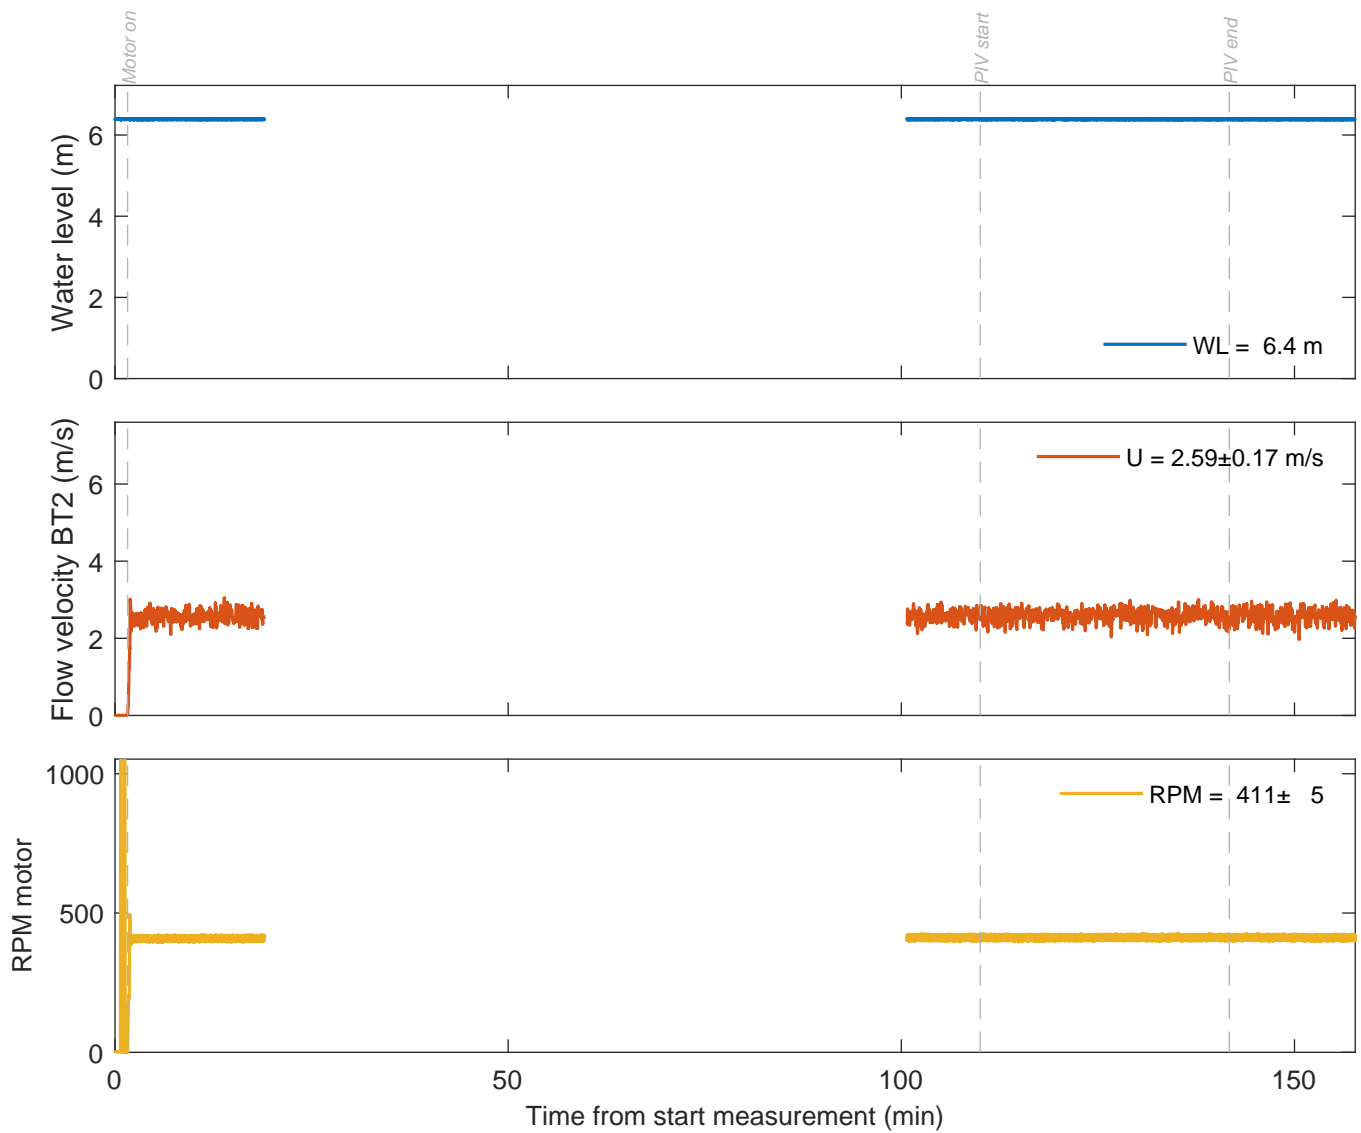 Motor on
PIV start
PIV end
Water level (m)
6
4
2
0
WL = 6.4 m
Flow velocity BT2 (m/s)
6
4
2
0
U = 2.59±0.17 m/s
RPM motor
1000
500
0
RPM = 411± 5
0
50
100
150
Time from start measurement (min)